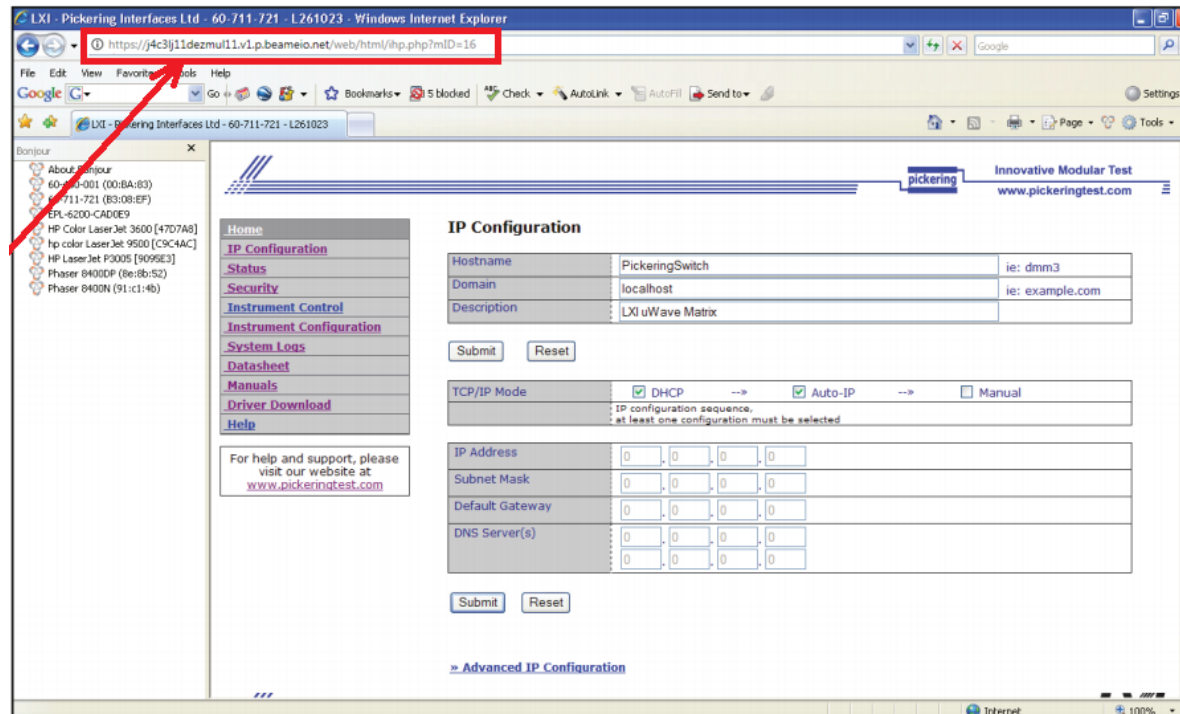 LXI - Pickering Interfaces Ltd - 60-711-721 - L261023 - Windows Internet Explorer
https://j4c3lj11dezmul11.v1.p.beameio.net/web/html/ihp.php?mID=16
Google
File Edit View Favorites Tools Help
Google G Go Bookmarks 5 blocked Check AutoLink AutoFill Send to Settings
LXI - Pickering Interfaces Ltd - 60-711-721 - L261023
Page Tools
Bonjour
About Bonjour
(00:BA:83)
(B3:08:EF)
EPL-6200-CAD0E9
HP Color LaserJet 3600 [47D7A8]
hp color LaserJet 9500 [C9C4AC]
HP LaserJet P3005 [9095E3]
Phaser 8400DP (8e:8b:52)
Phaser 8400N (91:c1:4b)
pickering
Innovative Modular Test
www.pickeringtest.com
Home
IP Configuration
Status
Security
Instrument Control
Instrument Configuration
System Logs
Datasheet
Manuals
Driver Download
Help
For help and support, please
visit our website at
www.pickeringtest.com
IP Configuration
Hostname PickeringSwitch ie: dmm3
Domain localhost ie: example.com
Description LXI uWave Matrix
Submit Reset
TCP/IP Mode DHCP --» Auto-IP --» Manual
IP configuration sequence,
at least one configuration must be selected
IP Address 0 . 0 . 0 . 0
Subnet Mask 0 . 0 . 0 . 0
Default Gateway 0 . 0 . 0 . 0
DNS Server(s) 0 . 0 . 0 . 0
0 . 0 . 0 . 0
Submit Reset
» Advanced IP Configuration
Internet 100%